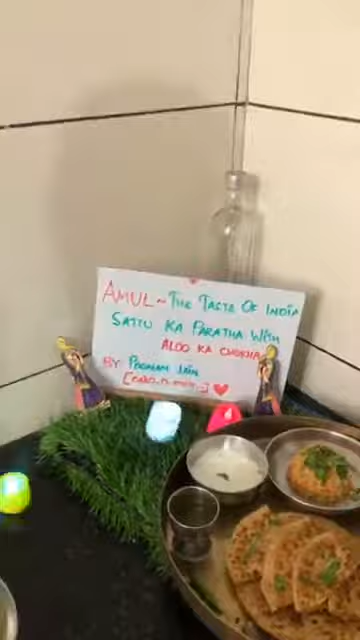 AMUL~THE TASTE OF INDIA
SATTU KA PARATHA WITH
ALOO KA CHOKHA
BY POONAM JAIN